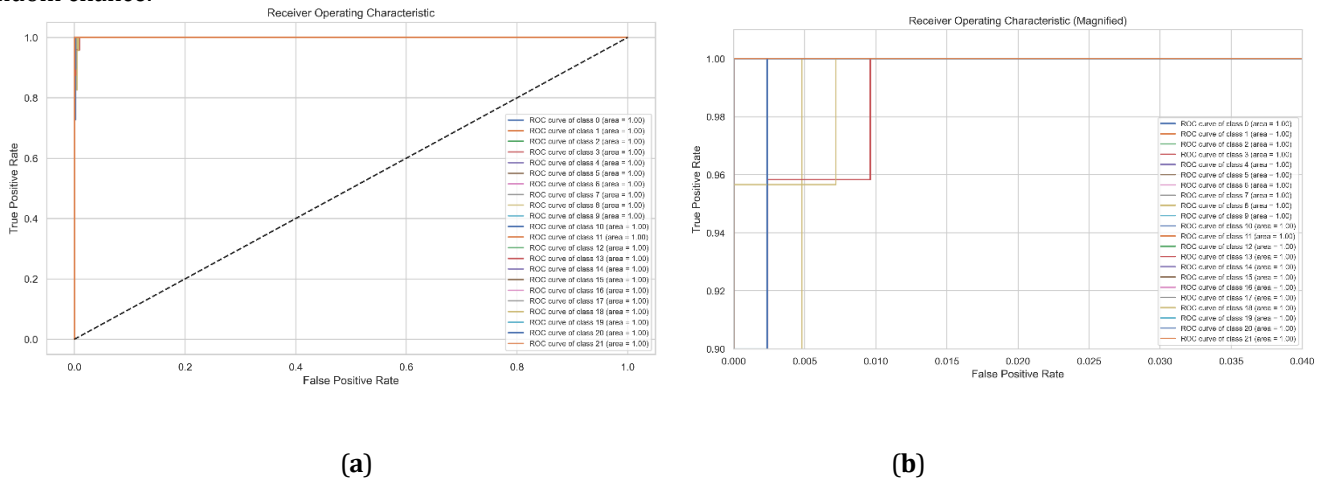 Receiver Operating Characteristic
True Positive Rate
1.0
0.8
0.6
0.4
0.2
0.0
ROC curve of class 0 (area = 1.00)
ROC curve of class 1 (area = 1.00)
ROC curve of class 2 (area = 1.00)
ROC curve of class 3 (area = 1.00)
ROC curve of class 4 (area = 1.00)
ROC curve of class 5 (area = 1.00)
ROC curve of class 6 (area = 1.00)
ROC curve of class 7 (area = 1.00)
ROC curve of class 8 (area = 1.00)
ROC curve of class 9 (area = 1.00)
ROC curve of class 10 (area = 1.00)
ROC curve of class 11 (area = 1.00)
ROC curve of class 12 (area = 1.00)
ROC curve of class 13 (area = 1.00)
ROC curve of class 14 (area = 1.00)
ROC curve of class 15 (area = 1.00)
ROC curve of class 16 (area = 1.00)
ROC curve of class 17 (area = 1.00)
ROC curve of class 18 (area = 1.00)
ROC curve of class 19 (area = 1.00)
ROC curve of class 20 (area = 1.00)
ROC curve of class 21 (area = 1.00)
0.0 0.2 0.4 0.6 0.8 1.0
False Positive Rate
(a)
Receiver Operating Characteristic (Magnified)
True Positive Rate
1.00
0.98
0.96
0.94
0.92
0.90
ROC curve of class 0 (area = 1.00)
ROC curve of class 1 (area = 1.00)
ROC curve of class 2 (area = 1.00)
ROC curve of class 3 (area = 1.00)
ROC curve of class 4 (area = 1.00)
ROC curve of class 5 (area = 1.00)
ROC curve of class 6 (area = 1.00)
ROC curve of class 7 (area = 1.00)
ROC curve of class 8 (area = 1.00)
ROC curve of class 9 (area = 1.00)
ROC curve of class 10 (area = 1.00)
ROC curve of class 11 (area = 1.00)
ROC curve of class 12 (area = 1.00)
ROC curve of class 13 (area = 1.00)
ROC curve of class 14 (area = 1.00)
ROC curve of class 15 (area = 1.00)
ROC curve of class 16 (area = 1.00)
ROC curve of class 17 (area = 1.00)
ROC curve of class 18 (area = 1.00)
ROC curve of class 19 (area = 1.00)
ROC curve of class 20 (area = 1.00)
ROC curve of class 21 (area = 1.00)
0.000 0.005 0.010 0.015 0.020 0.025 0.030 0.035 0.040
False Positive Rate
(b)